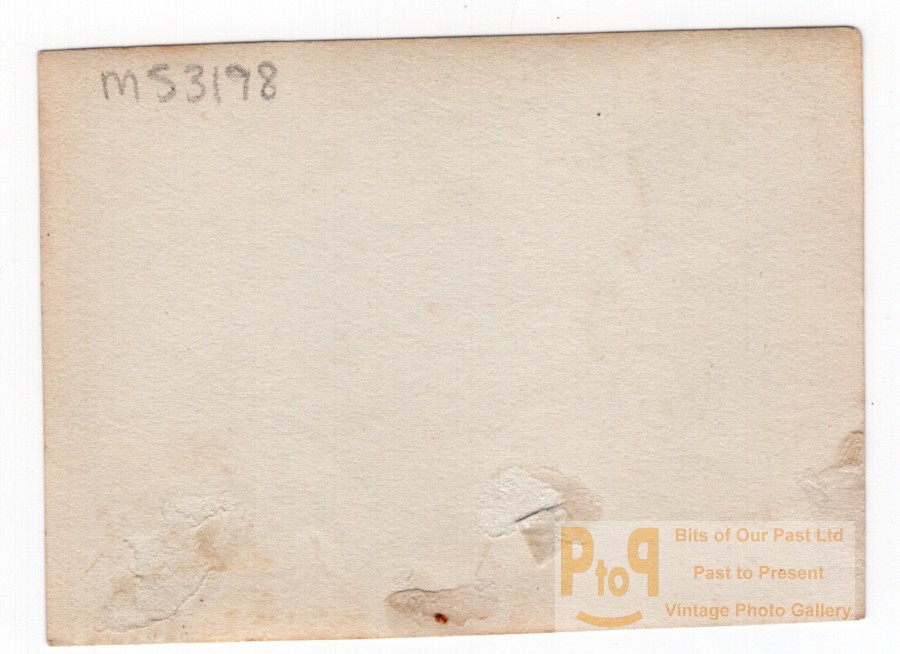 MS3198
PtoP
Bits of Our Past Ltd
Past to Present
Vintage Photo Gallery